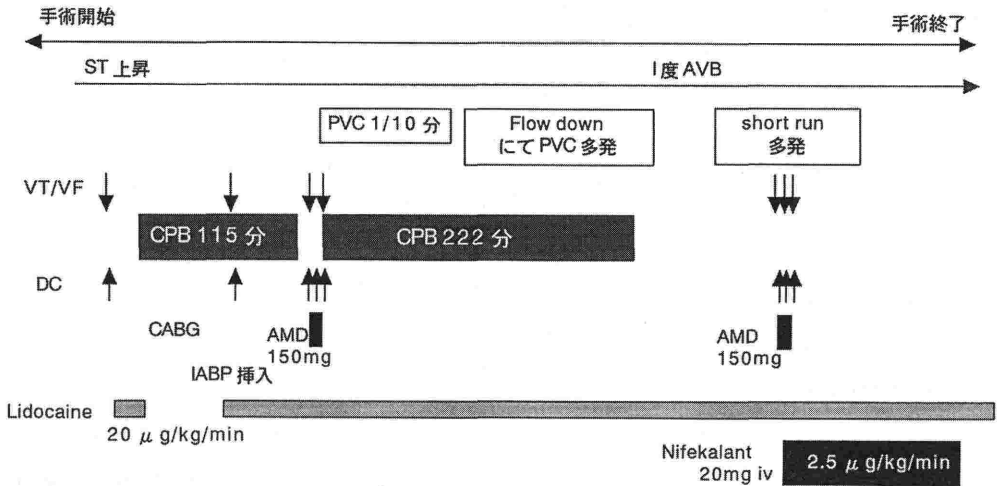 手術開始
手術終了
ST 上昇
I度 AVB
PVC 1/10 分
Flow down
にて PVC 多発
short run
多発
VT/VF
CPB 115 分
CPB 222 分
DC
CABG
AMD
150mg
AMD
150mg
IABP 挿入
Lidocaine
20 μ g/kg/min
Nifekalant
20mg iv
2.5 μ g/kg/min